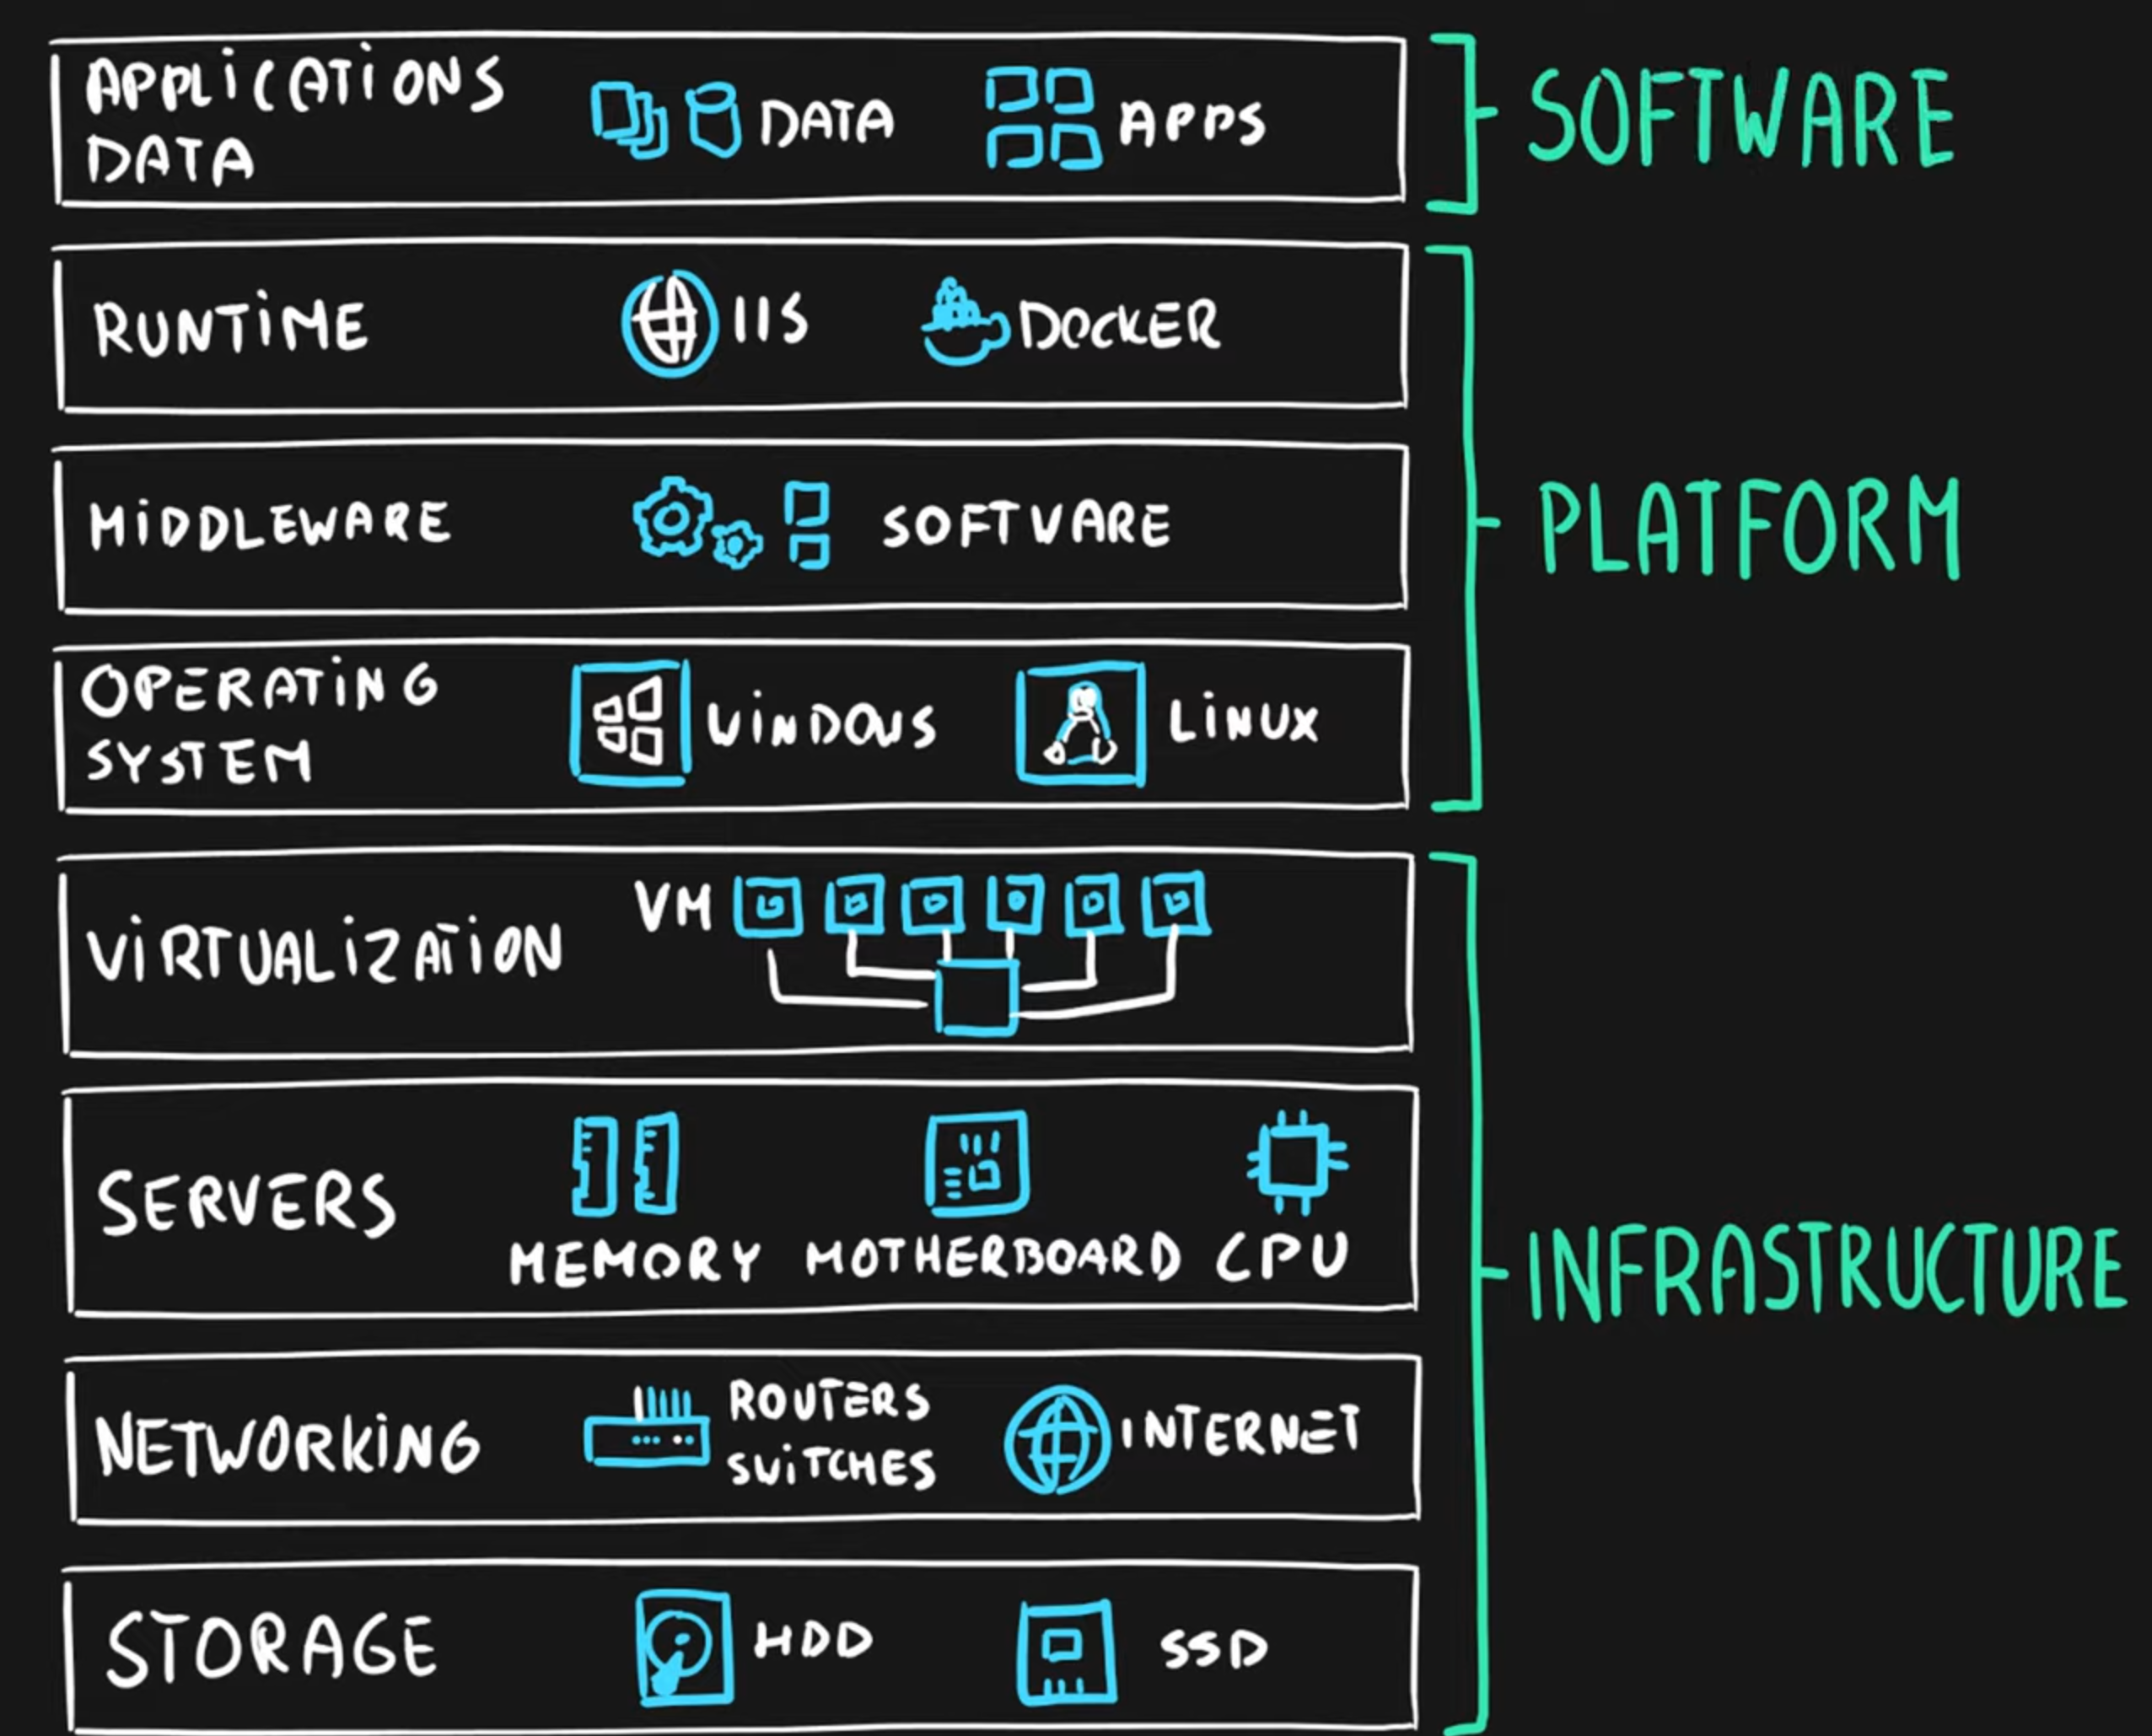 APPLiCATiONS
DATA
DATA
APPS
SOFTWARE
RUNTiME
IIS
DOCKER
MiDDLEWARE
SOFTWARE
PLATFORM
OPERATiNG
SYSTEM
WiNDOWS
LiNUX
ViRTUALiZATiON
VM
SERVERS
MEMORY
MOTHERBOARD
CPU
INFRASTRUCTURE
NETWORKiNG
ROUTERS
SWiTCHES
INTERNET
STORAGE
HDD
SSD